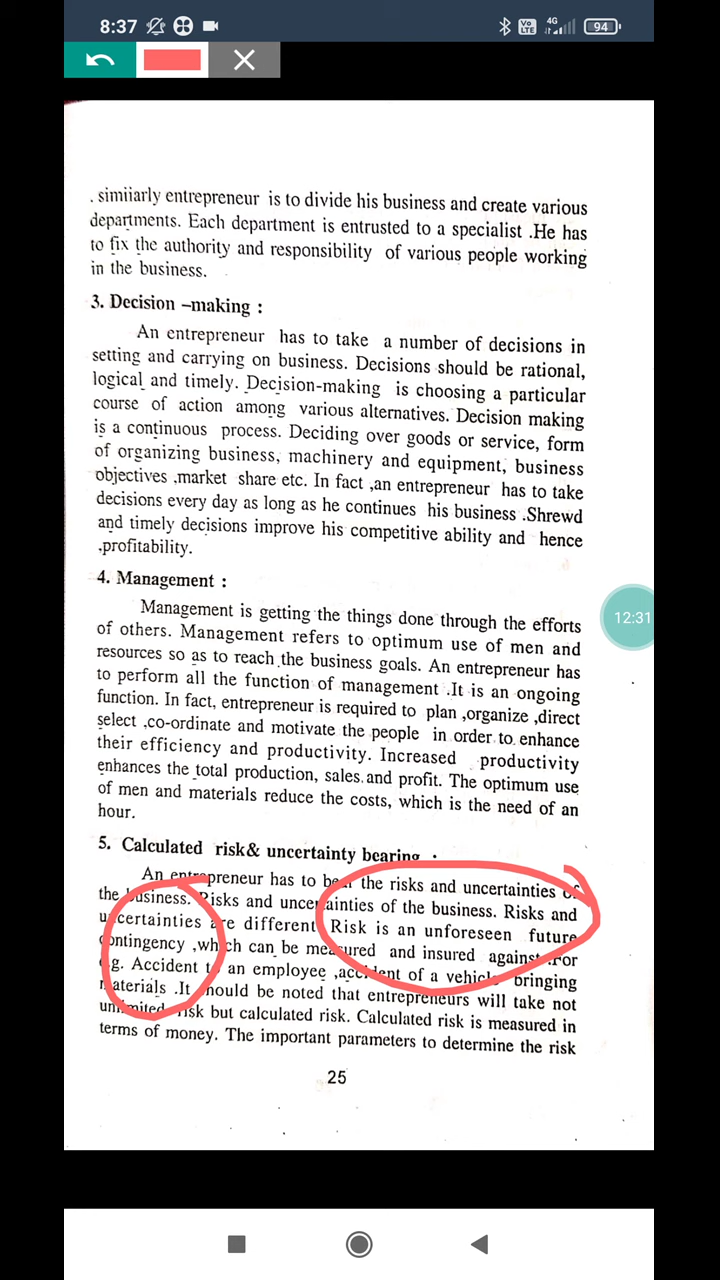 8:37
Vo LTE 4G 94
. simiiarly entrepreneur is to divide his business and create various
departments. Each department is entrusted to a specialist .He has
to fix the authority and responsibility of various people working
in the business.
3. Decision –making :
An entrepreneur has to take a number of decisions in
setting and carrying on business. Decisions should be rational,
logical and timely. Decision-making is choosing a particular
course of action among various alternatives. Decision making
is a continuous process. Deciding over goods or service, form
of organizing business, machinery and equipment, business
objectives ,market share etc. In fact ,an entrepreneur has to take
decisions every day as long as he continues his business .Shrewd
and timely decisions improve his competitive ability and hence
.profitability.
4. Management :
Management is getting the things done through the efforts
of others. Management refers to optimum use of men and
12:31
resources so as to reach the business goals. An entrepreneur has
to perform all the function of management .It is an ongoing
function. In fact, entrepreneur is required to plan ,organize ,direct
select ,co-ordinate and motivate the people in order to enhance
their efficiency and productivity. Increased productivity
enhances the total production, sales and profit. The optimum use
of men and materials reduce the costs, which is the need of an
hour.
5. Calculated risk& uncertainty bearing :
An entrepreneur has to bear the risks and uncertainties of
the business. Risks and uncertainties of the business. Risks and
uncertainties are different Risk is an unforeseen future
contingency ,which can be measured and insured against .For
e.g. Accident to an employee ,accident of a vehicle bringing
materials .It should be noted that entrepreneurs will take not
unlimited risk but calculated risk. Calculated risk is measured in
terms of money. The important parameters to determine the risk
25